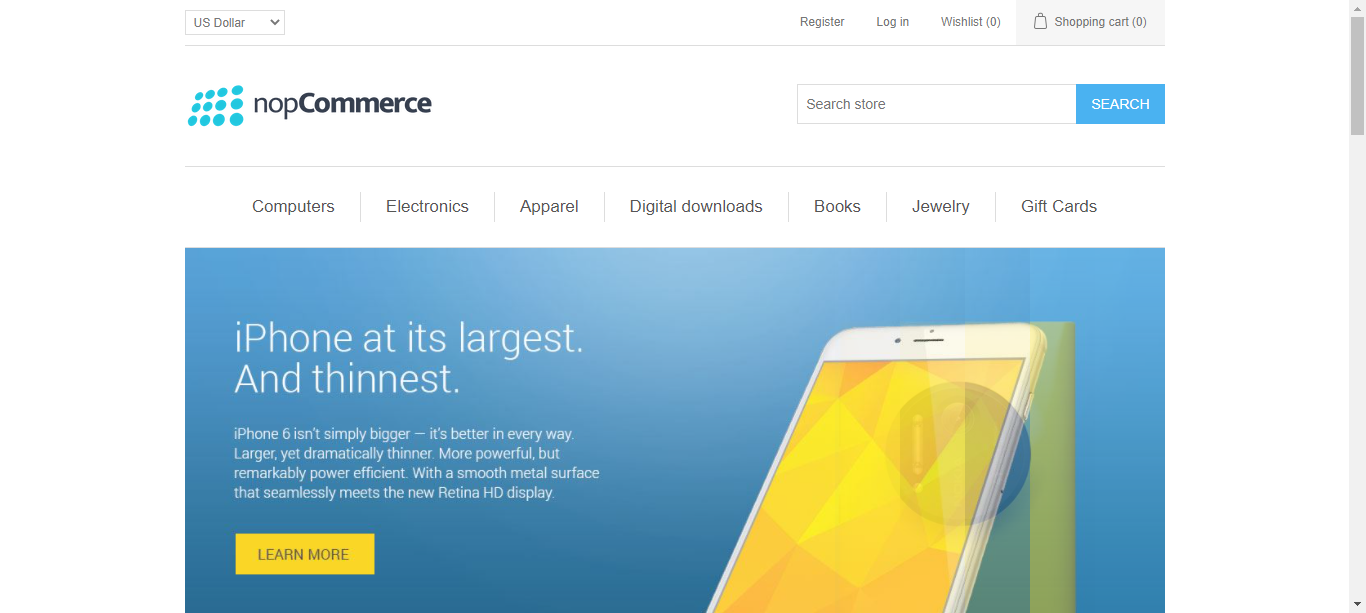 US Dollar
Register
Log in
Wishlist (0)
Shopping cart (0)
nopCommerce
Search store
SEARCH
Computers
Electronics
Apparel
Digital downloads
Books
Jewelry
Gift Cards
iPhone at its largest.
And thinnest.
iPhone 6 isn't simply bigger — it's better in every way.
Larger, yet dramatically thinner. More powerful, but
remarkably power efficient. With a smooth metal surface
that seamlessly meets the new Retina HD display.
LEARN MORE